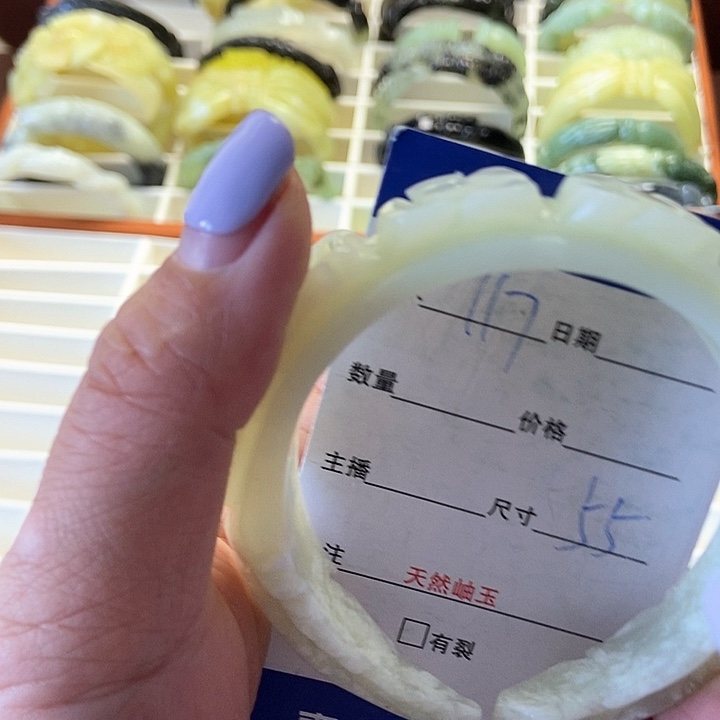 117 日期
数量 价格
主播 尺寸 55
注 天然岫玉
□有裂